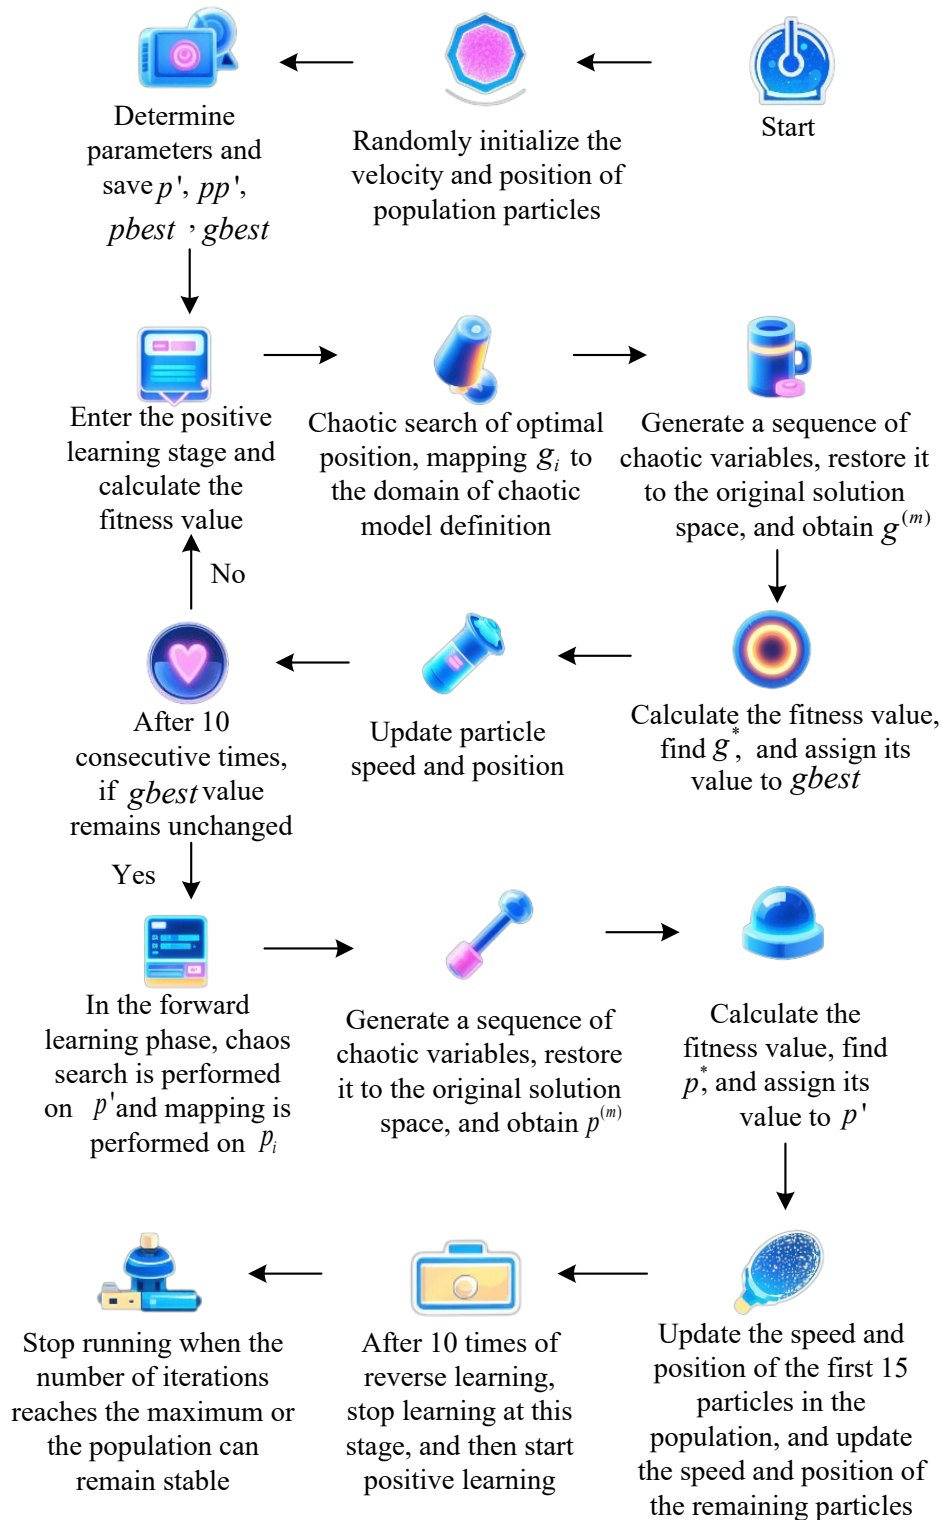 Start
Randomly initialize the
velocity and position of
population particles
Determine
parameters and
save p', pp',
pbest , gbest
Enter the positive
learning stage and
calculate the
fitness value
Chaotic search of optimal
position, mapping g_i to
the domain of chaotic
model definition
Generate a sequence of
chaotic variables, restore it
to the original solution
space, and obtain g^(m)
Calculate the fitness value,
find g*, and assign its
value to gbest
Update particle
speed and position
After 10
consecutive times,
if gbest value
remains unchanged
No
Yes
In the forward
learning phase, chaos
search is performed
on p' and mapping is
performed on p_i
Generate a sequence of
chaotic variables, restore
it to the original solution
space, and obtain p^(m)
Calculate the
fitness value, find
p*, and assign its
value to p'
Update the speed and
position of the first 15
particles in the
population, and update
the speed and position of
the remaining particles
After 10 times of
reverse learning,
stop learning at this
stage, and then start
positive learning
Stop running when the
number of iterations
reaches the maximum or
the population can
remain stable